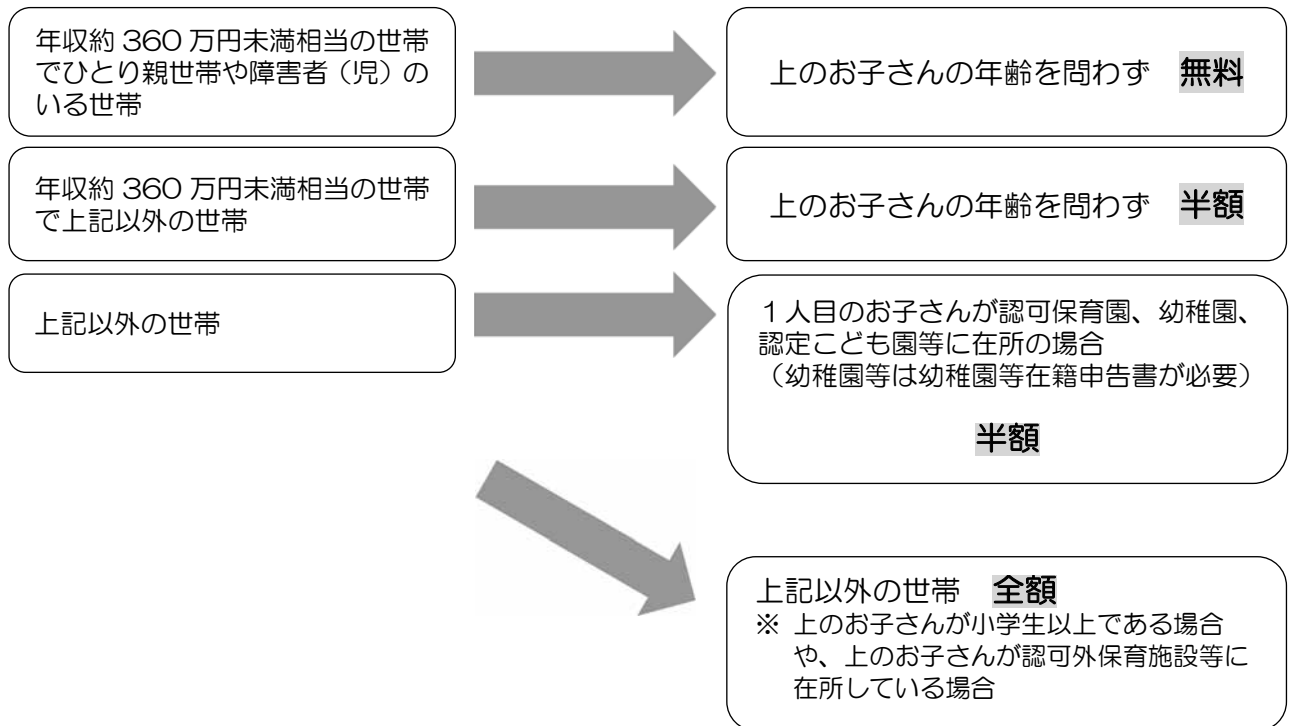 年収約 360 万円未満相当の世帯
でひとり親世帯や障害者（児）の
いる世帯
上のお子さんの年齢を問わず　無料
年収約 360 万円未満相当の世帯
で上記以外の世帯
上のお子さんの年齢を問わず　半額
上記以外の世帯
１人目のお子さんが認可保育園、幼稚園、
認定こども園等に在所の場合
（幼稚園等は幼稚園等在籍申告書が必要）
半額
上記以外の世帯　全額
※ 上のお子さんが小学生以上である場合
や、上のお子さんが認可外保育施設等に
在所している場合